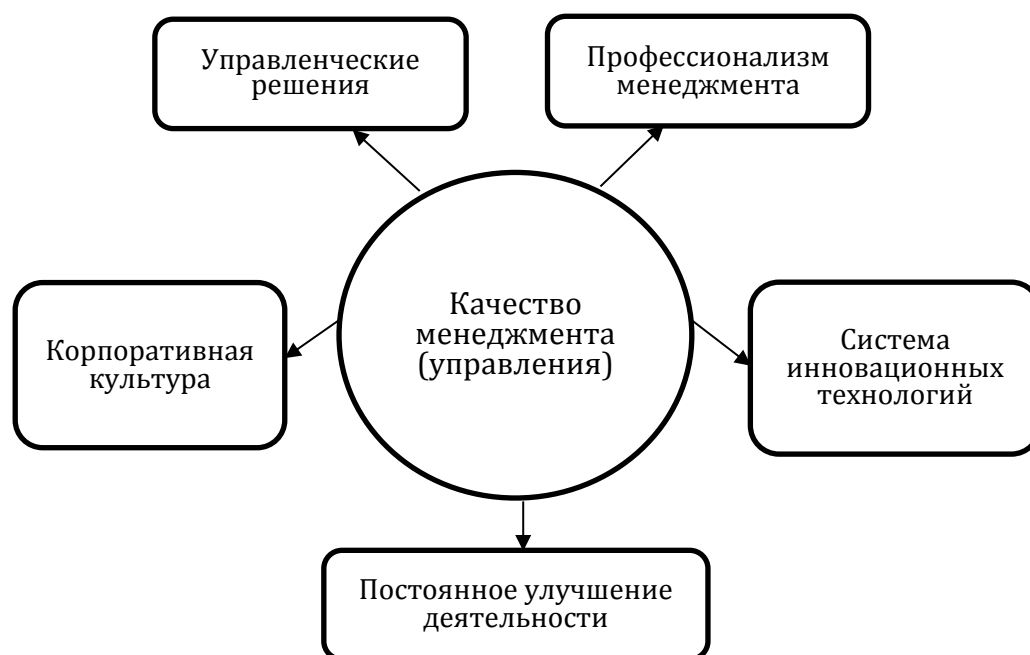 Управленческие
решения
Профессионализм
менеджмента
Корпоративная
культура
Качество
менеджмента
(управления)
Система
инновационных
технологий
Постоянное улучшение
деятельности